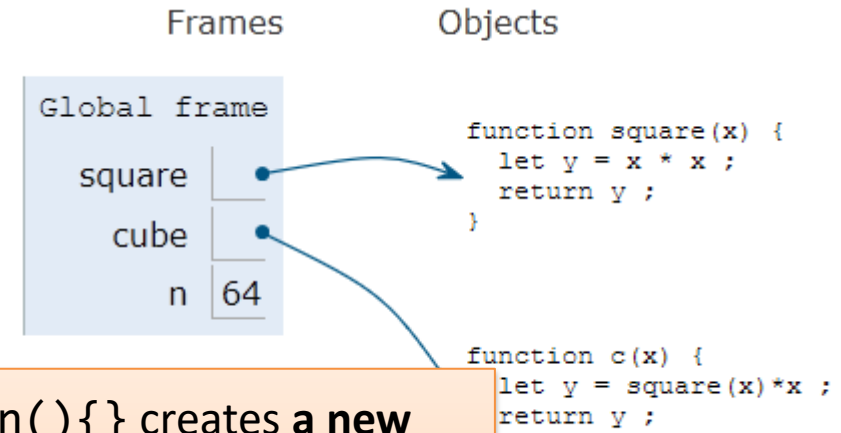 Frames Objects
Global frame
square
cube
n 64
function square(x) {
let y = x * x ;
return y ;
}
function c(x) {
let y = square(x)*x ;
return y ;
n(){} creates a new